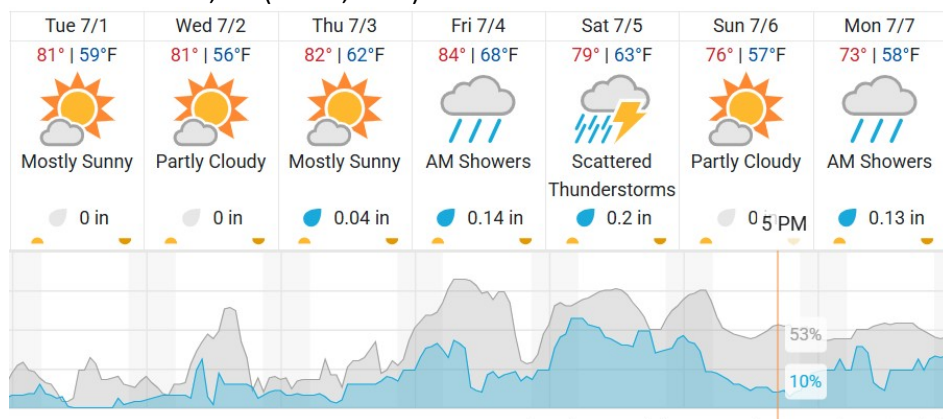 Tue 7/1 Wed 7/2 Thu 7/3 Fri 7/4 Sat 7/5 Sun 7/6 Mon 7/7
81° | 59°F 81° | 56°F 82° | 62°F 84° | 68°F 79° | 63°F 76° | 57°F 73° | 58°F
Mostly Sunny Partly Cloudy Mostly Sunny AM Showers Scattered Partly Cloudy AM Showers
Thunderstorms
0 in 0 in 0.04 in 0.14 in 0.2 in 0 in 0.13 in
5 PM
53%
10%